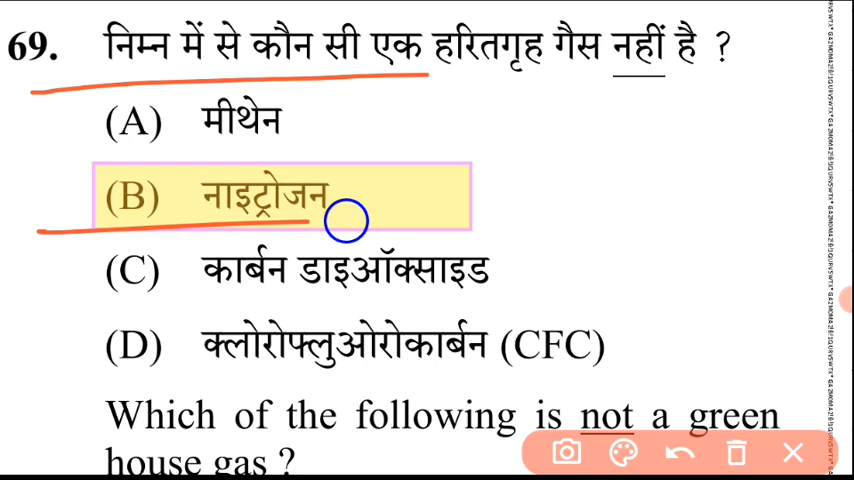 69. निम्न में से कौन सी एक हरितगृह गैस नहीं है ?
(A) मीथेन
(B) नाइट्रोजन
(C) कार्बन डाइऑक्साइड
(D) क्लोरोफ्लुओरोकार्बन (CFC)
Which of the following is not a green
house gas ?